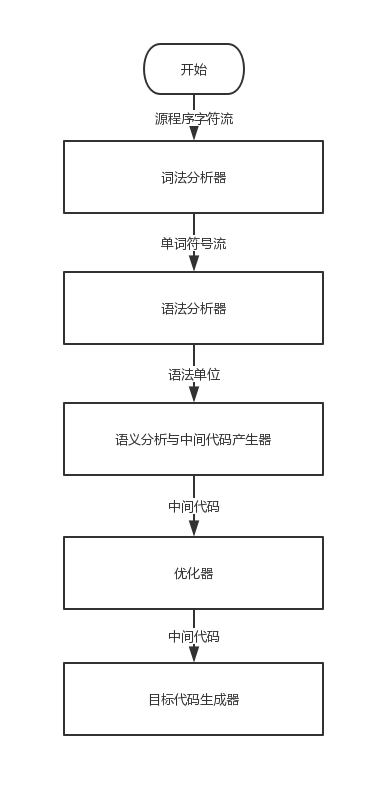 开始
源程序字符流
词法分析器
单词符号流
语法分析器
语法单位
语义分析与中间代码产生器
中间代码
优化器
中间代码
目标代码生成器